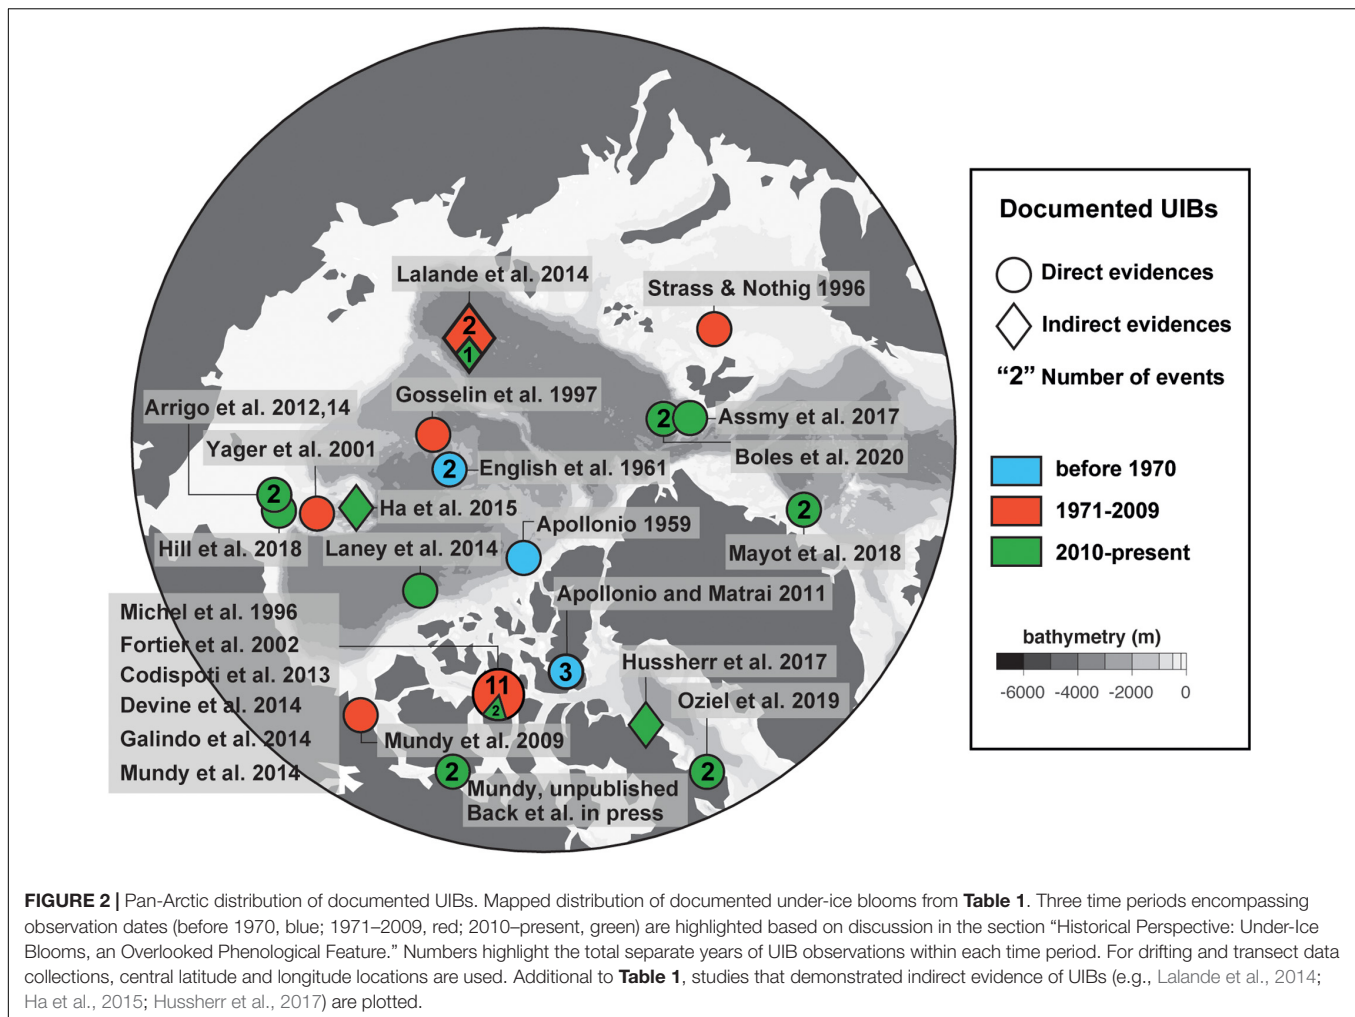 Lalande et al. 2014
Strass & Nothig 1996
2
1
Gosselin et al. 1997
Arrigo et al. 2012,14
Yager et al. 2001
2
English et al. 1961
2
Assmy et al. 2017
Boles et al. 2020
2
Ha et al. 2015
Hill et al. 2018
Laney et al. 2014
Apollonio 1959
2
Mayot et al. 2018
Michel et al. 1996
Fortier et al. 2002
Codispoti et al. 2013
Devine et al. 2014
Galindo et al. 2014
Mundy et al. 2014
Apollonio and Matrai 2011
3
11
2
Hussherr et al. 2017
Oziel et al. 2019
2
Mundy et al. 2009
2
Mundy, unpublished
Back et al. in press
Documented UIBs
Direct evidences
Indirect evidences
“2” Number of events
before 1970
1971-2009
2010-present
bathymetry (m)
-6000 -4000 -2000 0
FIGURE 2 | Pan-Arctic distribution of documented UIBs. Mapped distribution of documented under-ice blooms from Table 1. Three time periods encompassing
observation dates (before 1970, blue; 1971–2009, red; 2010–present, green) are highlighted based on discussion in the section “Historical Perspective: Under-Ice
Blooms, an Overlooked Phenological Feature.” Numbers highlight the total separate years of UIB observations within each time period. For drifting and transect data
collections, central latitude and longitude locations are used. Additional to Table 1, studies that demonstrated indirect evidence of UIBs (e.g., Lalande et al., 2014;
Ha et al., 2015; Hussherr et al., 2017) are plotted.